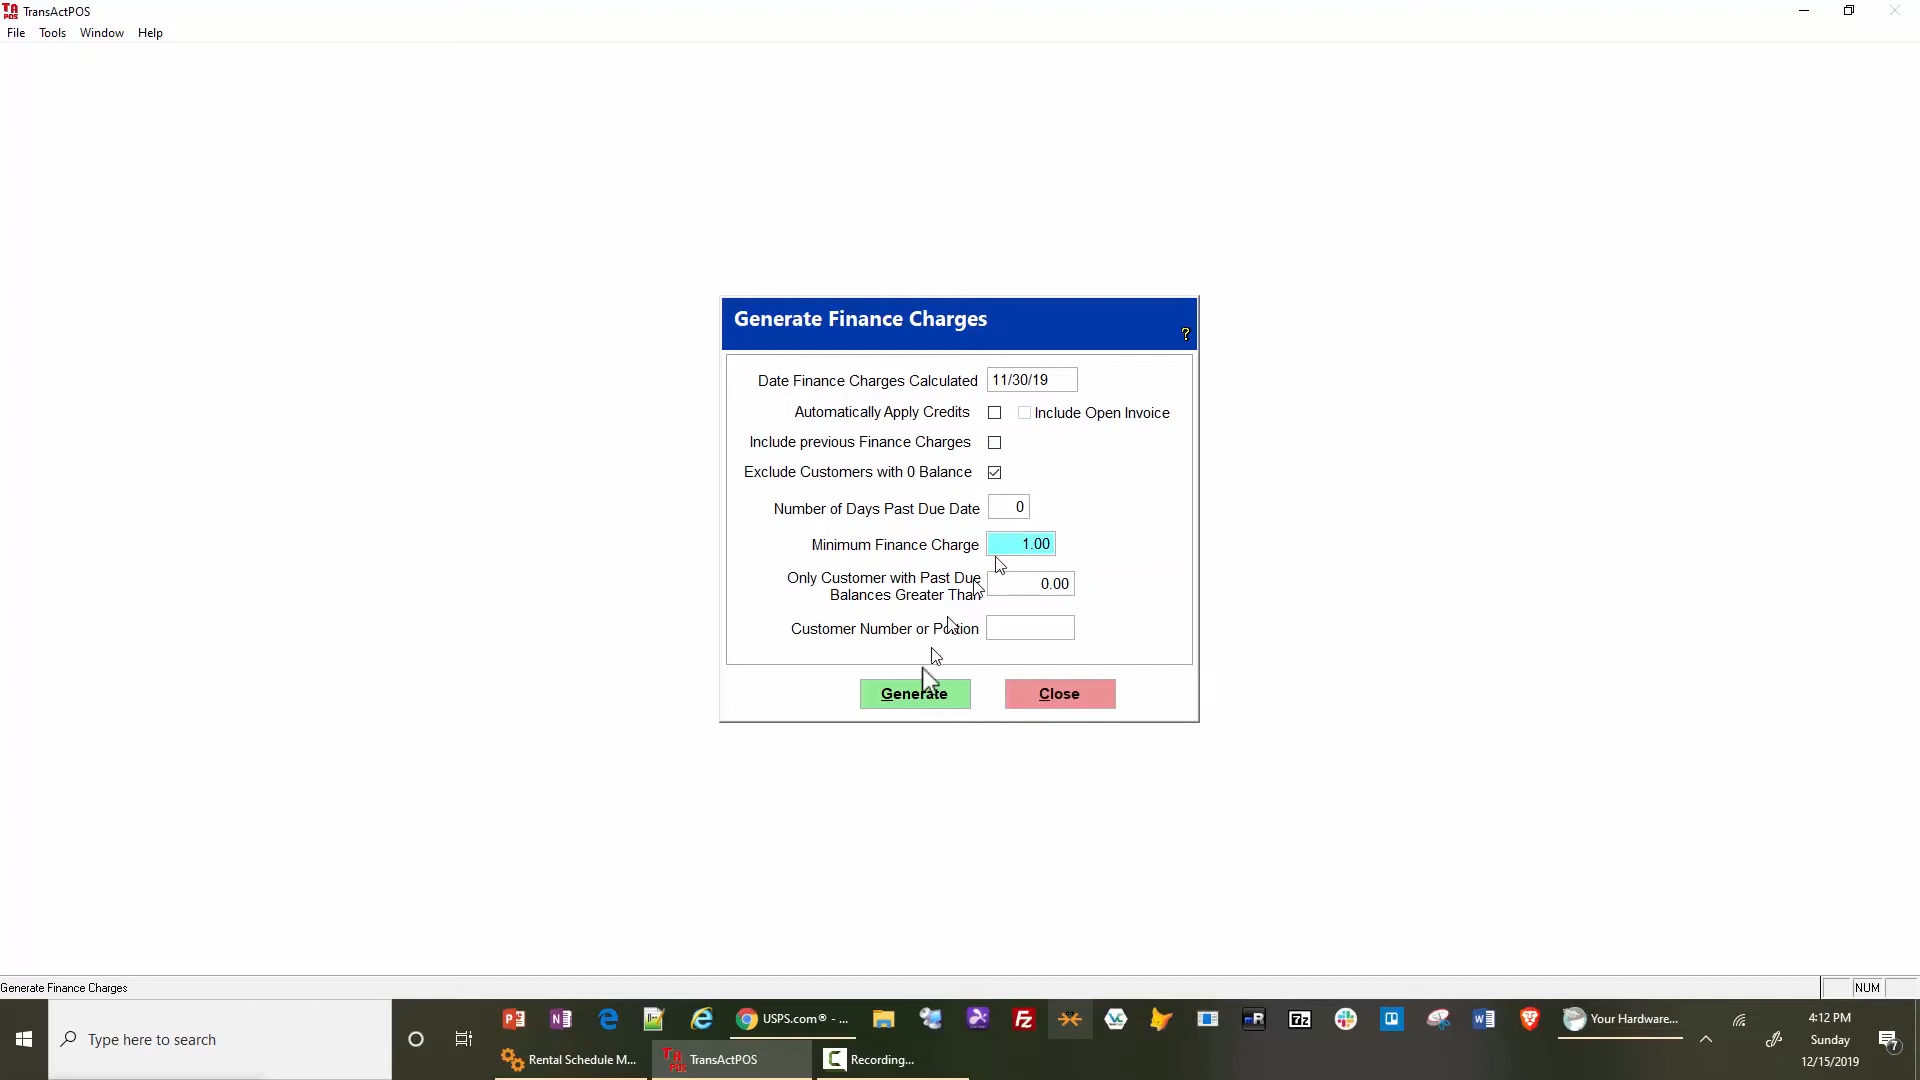 TransActPOS
File Tools Window Help
Generate Finance Charges
?
Date Finance Charges Calculated 11/30/19
Automatically Apply Credits Include Open Invoice
Include previous Finance Charges
Exclude Customers with 0 Balance
Number of Days Past Due Date 0
Minimum Finance Charge 1.00
Only Customer with Past Due
Balances Greater Than 0.00
Customer Number or Portion
Generate Close
Generate Finance Charges NUM
Type here to search
USPS.com® - ...
Your Hardware...
Rental Schedule M...
TransActPOS
Recording...
4:12 PM
Sunday
12/15/2019
7